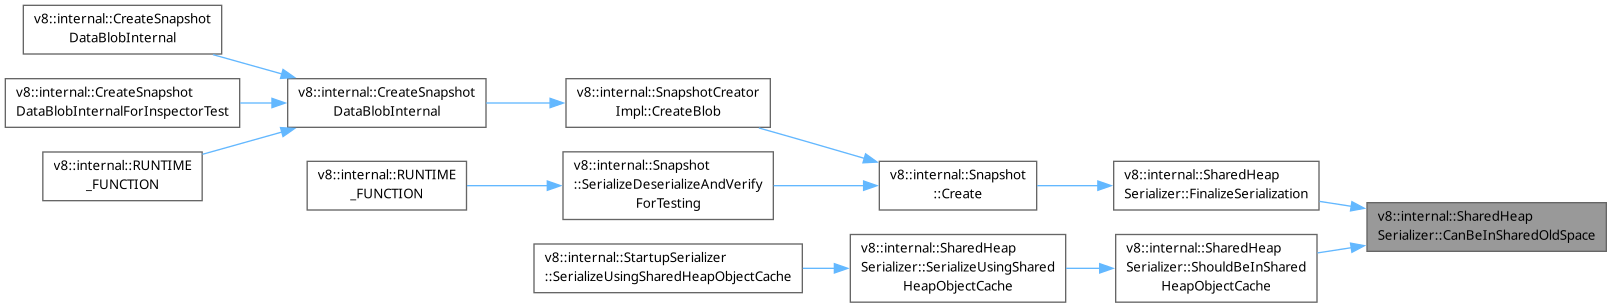 v8::internal::CreateSnapshot
DataBlobInternal
v8::internal::CreateSnapshot
DataBlobInternalForInspectorTest
v8::internal::RUNTIME
_FUNCTION
v8::internal::CreateSnapshot
DataBlobInternal
v8::internal::RUNTIME
_FUNCTION
v8::internal::SnapshotCreator
Impl::CreateBlob
v8::internal::Snapshot
::SerializeDeserializeAndVerify
ForTesting
v8::internal::StartupSerializer
::SerializeUsingSharedHeapObjectCache
v8::internal::Snapshot
::Create
v8::internal::SharedHeap
Serializer::SerializeUsingShared
HeapObjectCache
v8::internal::SharedHeap
Serializer::FinalizeSerialization
v8::internal::SharedHeap
Serializer::ShouldBeInShared
HeapObjectCache
v8::internal::SharedHeap
Serializer::CanBeInSharedOldSpace